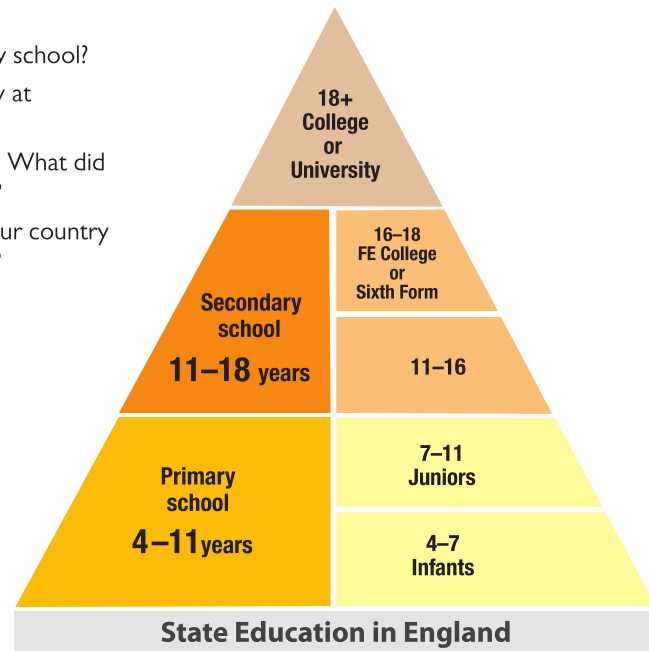 y school?
y at
What did
ur country
18+
College
or
University
16–18
FE College
or
Sixth Form
Secondary
school
11–18 years
11–16
7–11
Juniors
Primary
school
4–11 years
4–7
Infants
State Education in England